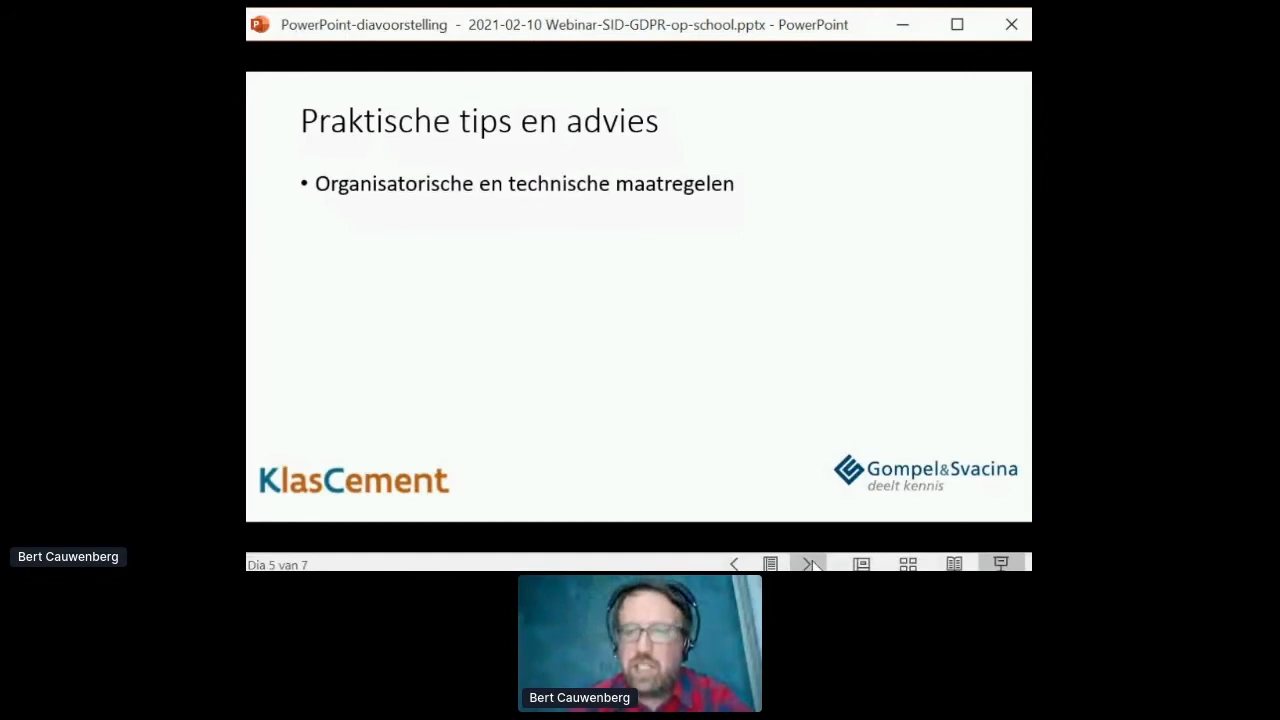 PowerPoint-diavoorstelling - 2021-02-10 Webinar-SID-GDPR-op-school.pptx - PowerPoint
Praktische tips en advies
• Organisatorische en technische maatregelen
KlasCement
Gompel&Svacina
deelt kennis
Bert Cauwenberg
Dia 5 van 7
Bert Cauwenberg